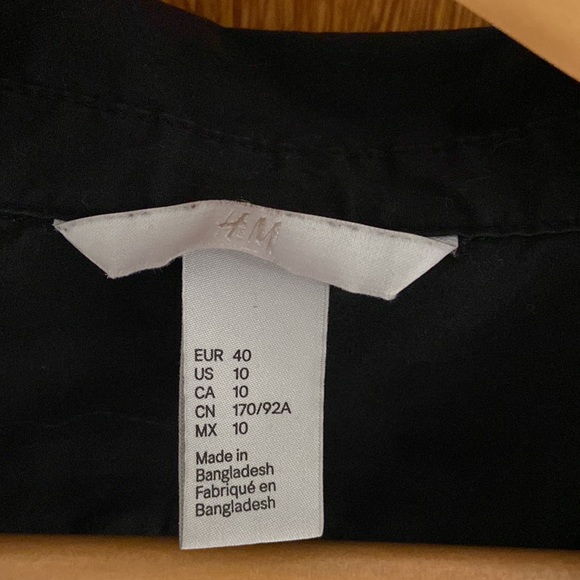 H&M
EUR 40
US 10
CA 10
CN 170/92A
MX 10
Made in
Bangladesh
Fabriqué en
Bangladesh